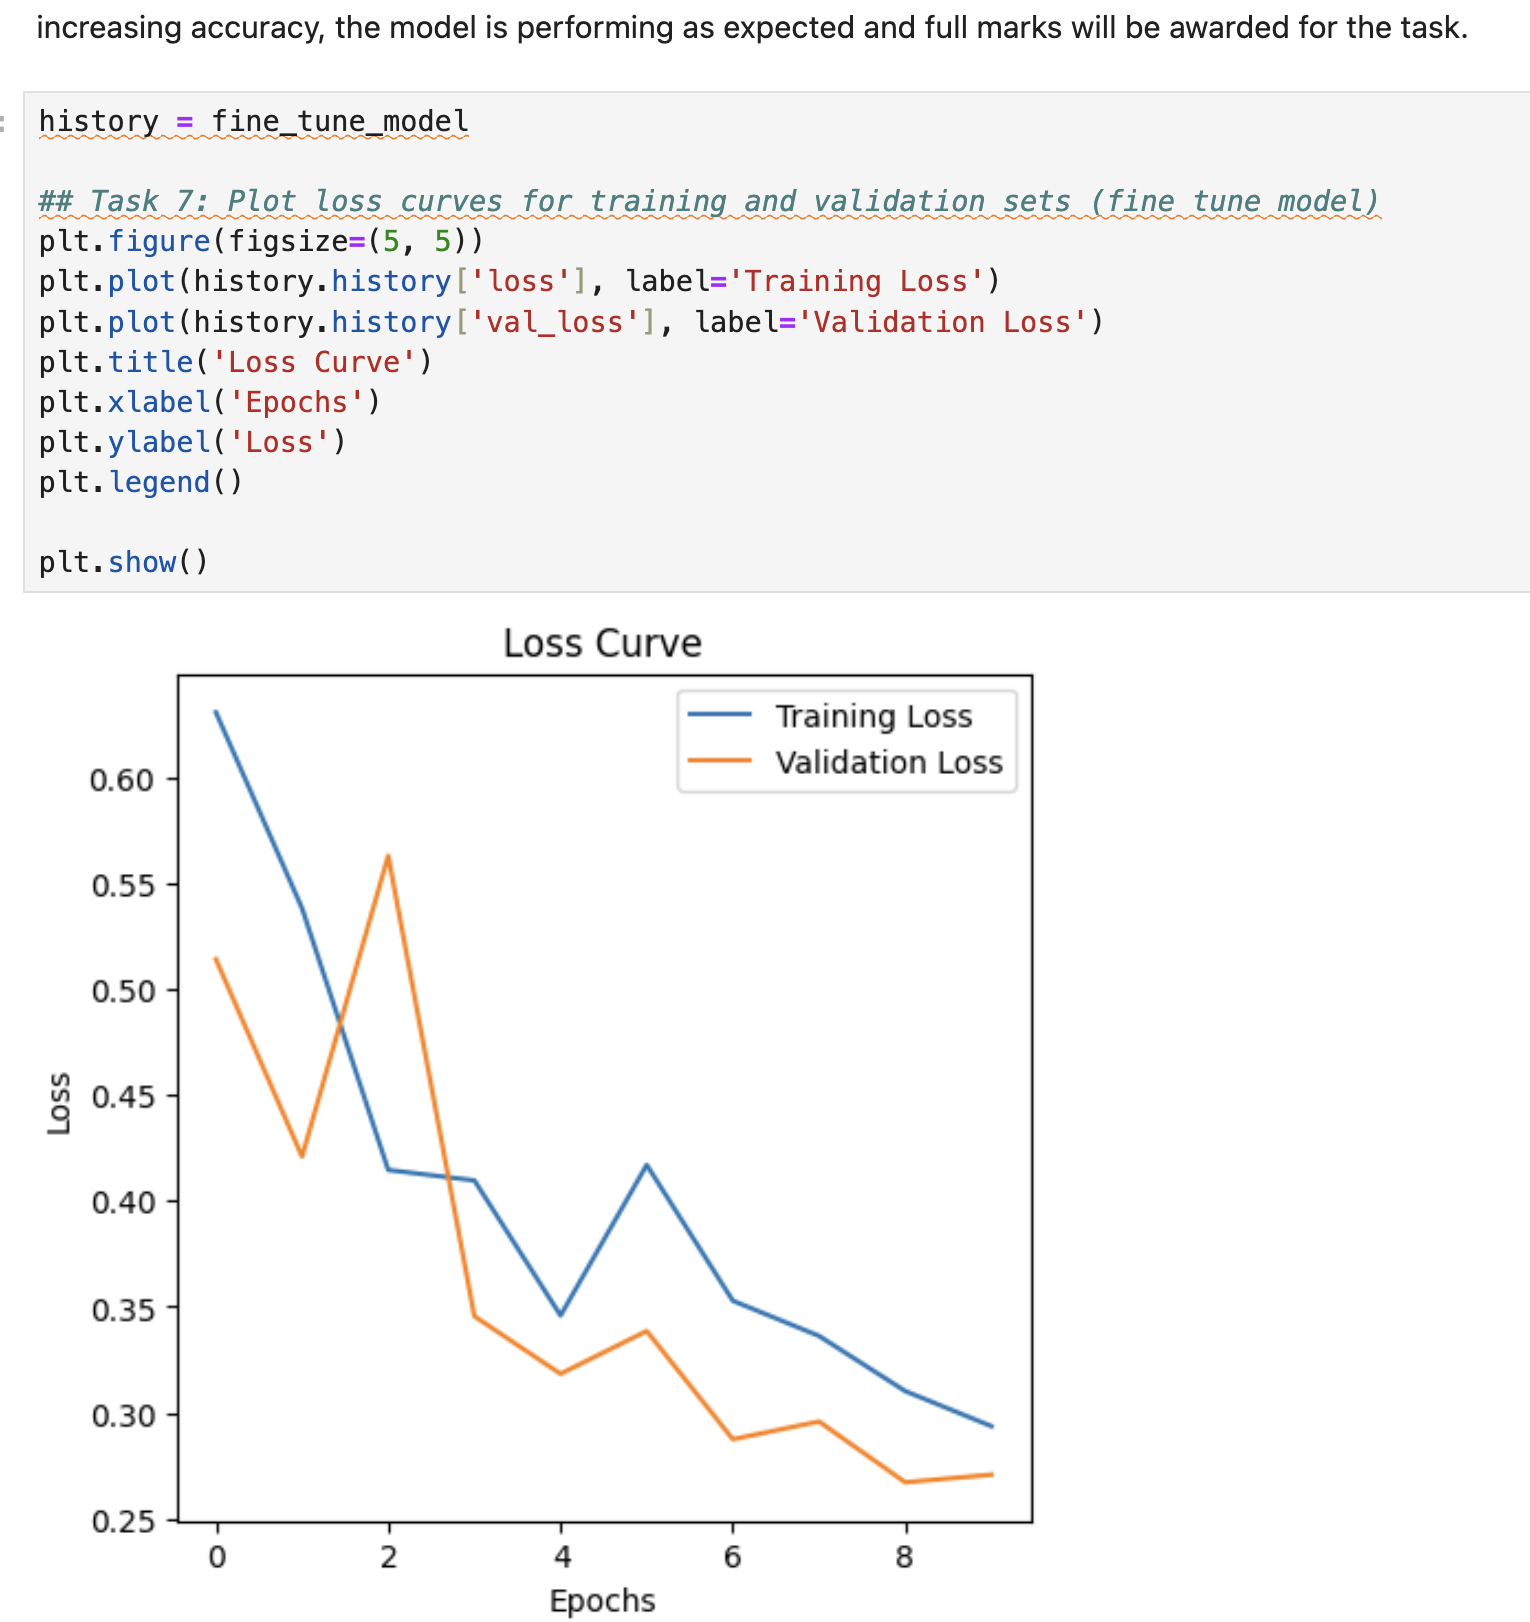 increasing accuracy, the model is performing as expected and full marks will be awarded for the task.
:
history = fine_tune_model
## Task 7: Plot loss curves for training and validation sets (fine tune model)
plt.figure(figsize=(5, 5))
plt.plot(history.history['loss'], label='Training Loss')
plt.plot(history.history['val_loss'], label='Validation Loss')
plt.title('Loss Curve')
plt.xlabel('Epochs')
plt.ylabel('Loss')
plt.legend()
plt.show()
Loss Curve
Training Loss
Validation Loss
0.60
0.55
0.50
0.45
0.40
0.35
0.30
0.25
Loss
0 2 4 6 8
Epochs